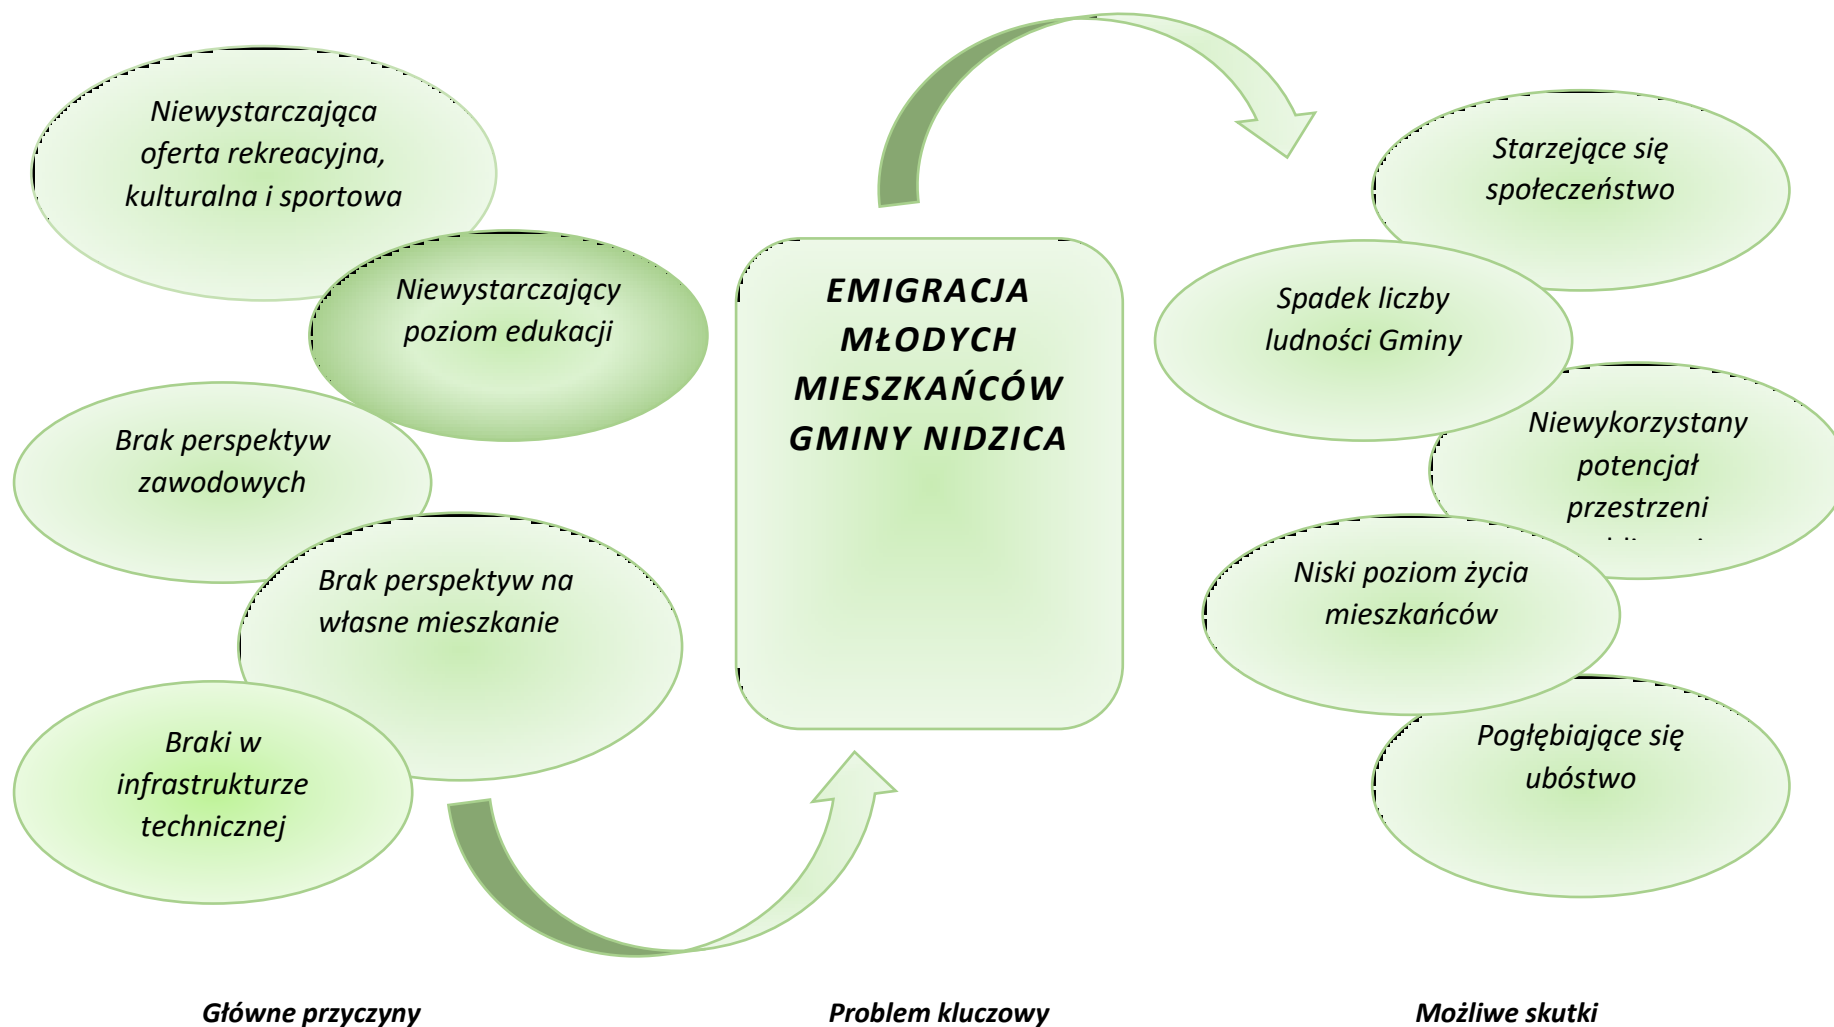 Niewystarczająca
oferta rekreacyjna,
kulturalna i sportowa
Niewystarczający
poziom edukacji
Brak perspektyw
zawodowych
Brak perspektyw na
własne mieszkanie
Braki w
infrastrukturze
technicznej
EMIGRACJA
MŁODYCH
MIESZKAŃCÓW
GMINY NIDZICA
Starzejące się
społeczeństwo
Spadek liczby
ludności Gminy
Niewykorzystany
potencjał
przestrzeni
Niski poziom życia
mieszkańców
Pogłębiające się
ubóstwo
Główne przyczyny
Problem kluczowy
Możliwe skutki